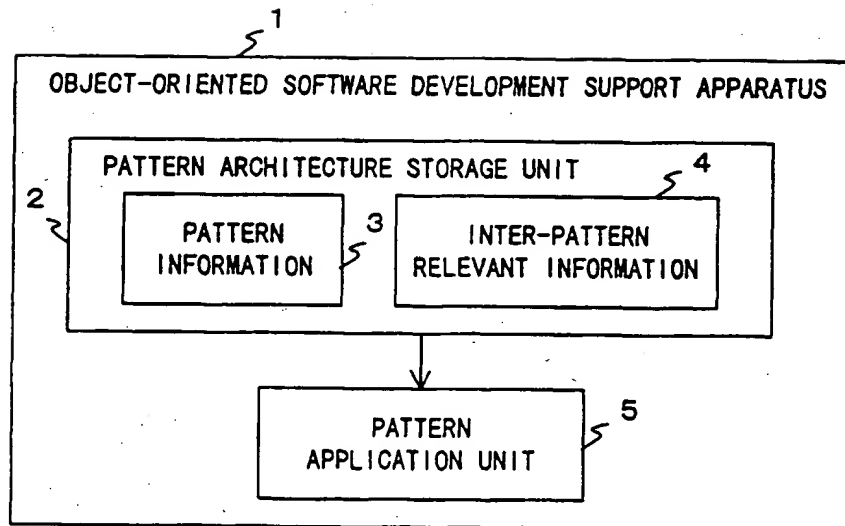 1
OBJECT-ORIENTED SOFTWARE DEVELOPMENT SUPPORT APPARATUS
PATTERN ARCHITECTURE STORAGE UNIT
4
2
PATTERN
INFORMATION
3
INTER-PATTERN
RELEVANT INFORMATION
PATTERN
APPLICATION UNIT
5